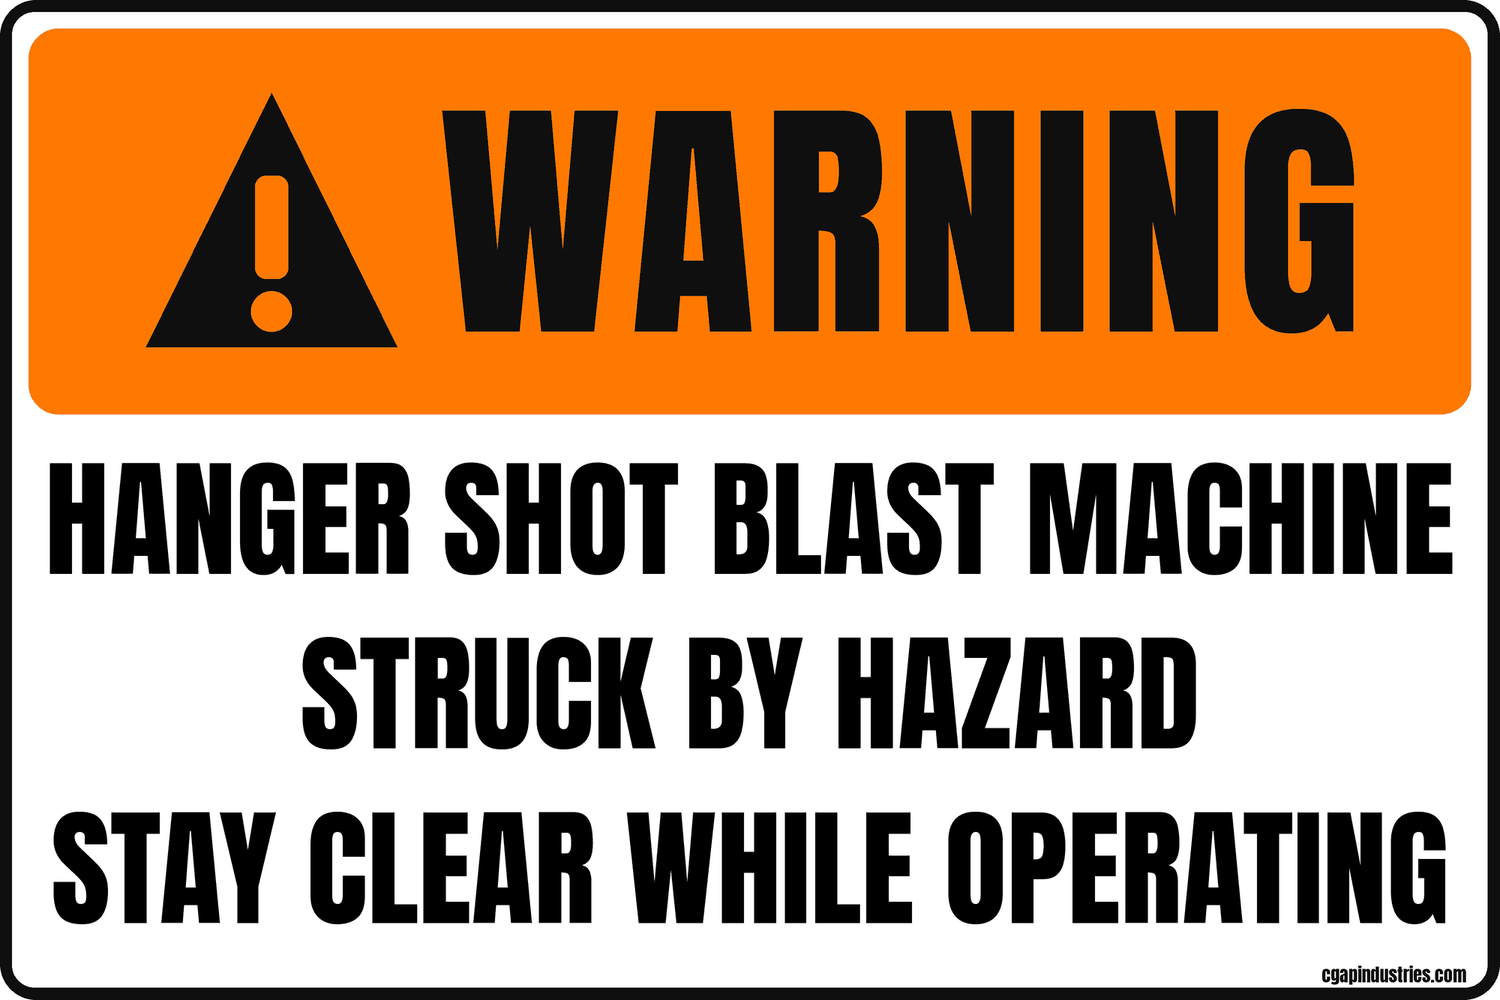 WARNING
HANGER SHOT BLAST MACHINE
STRUCK BY HAZARD
STAY CLEAR WHILE OPERATING
cgapindustries.com